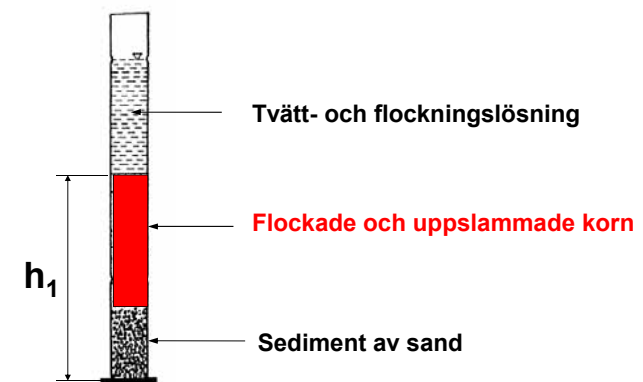 Tvätt- och flockningslösning
Flockade och uppslammade korn
h₁
Sediment av sand